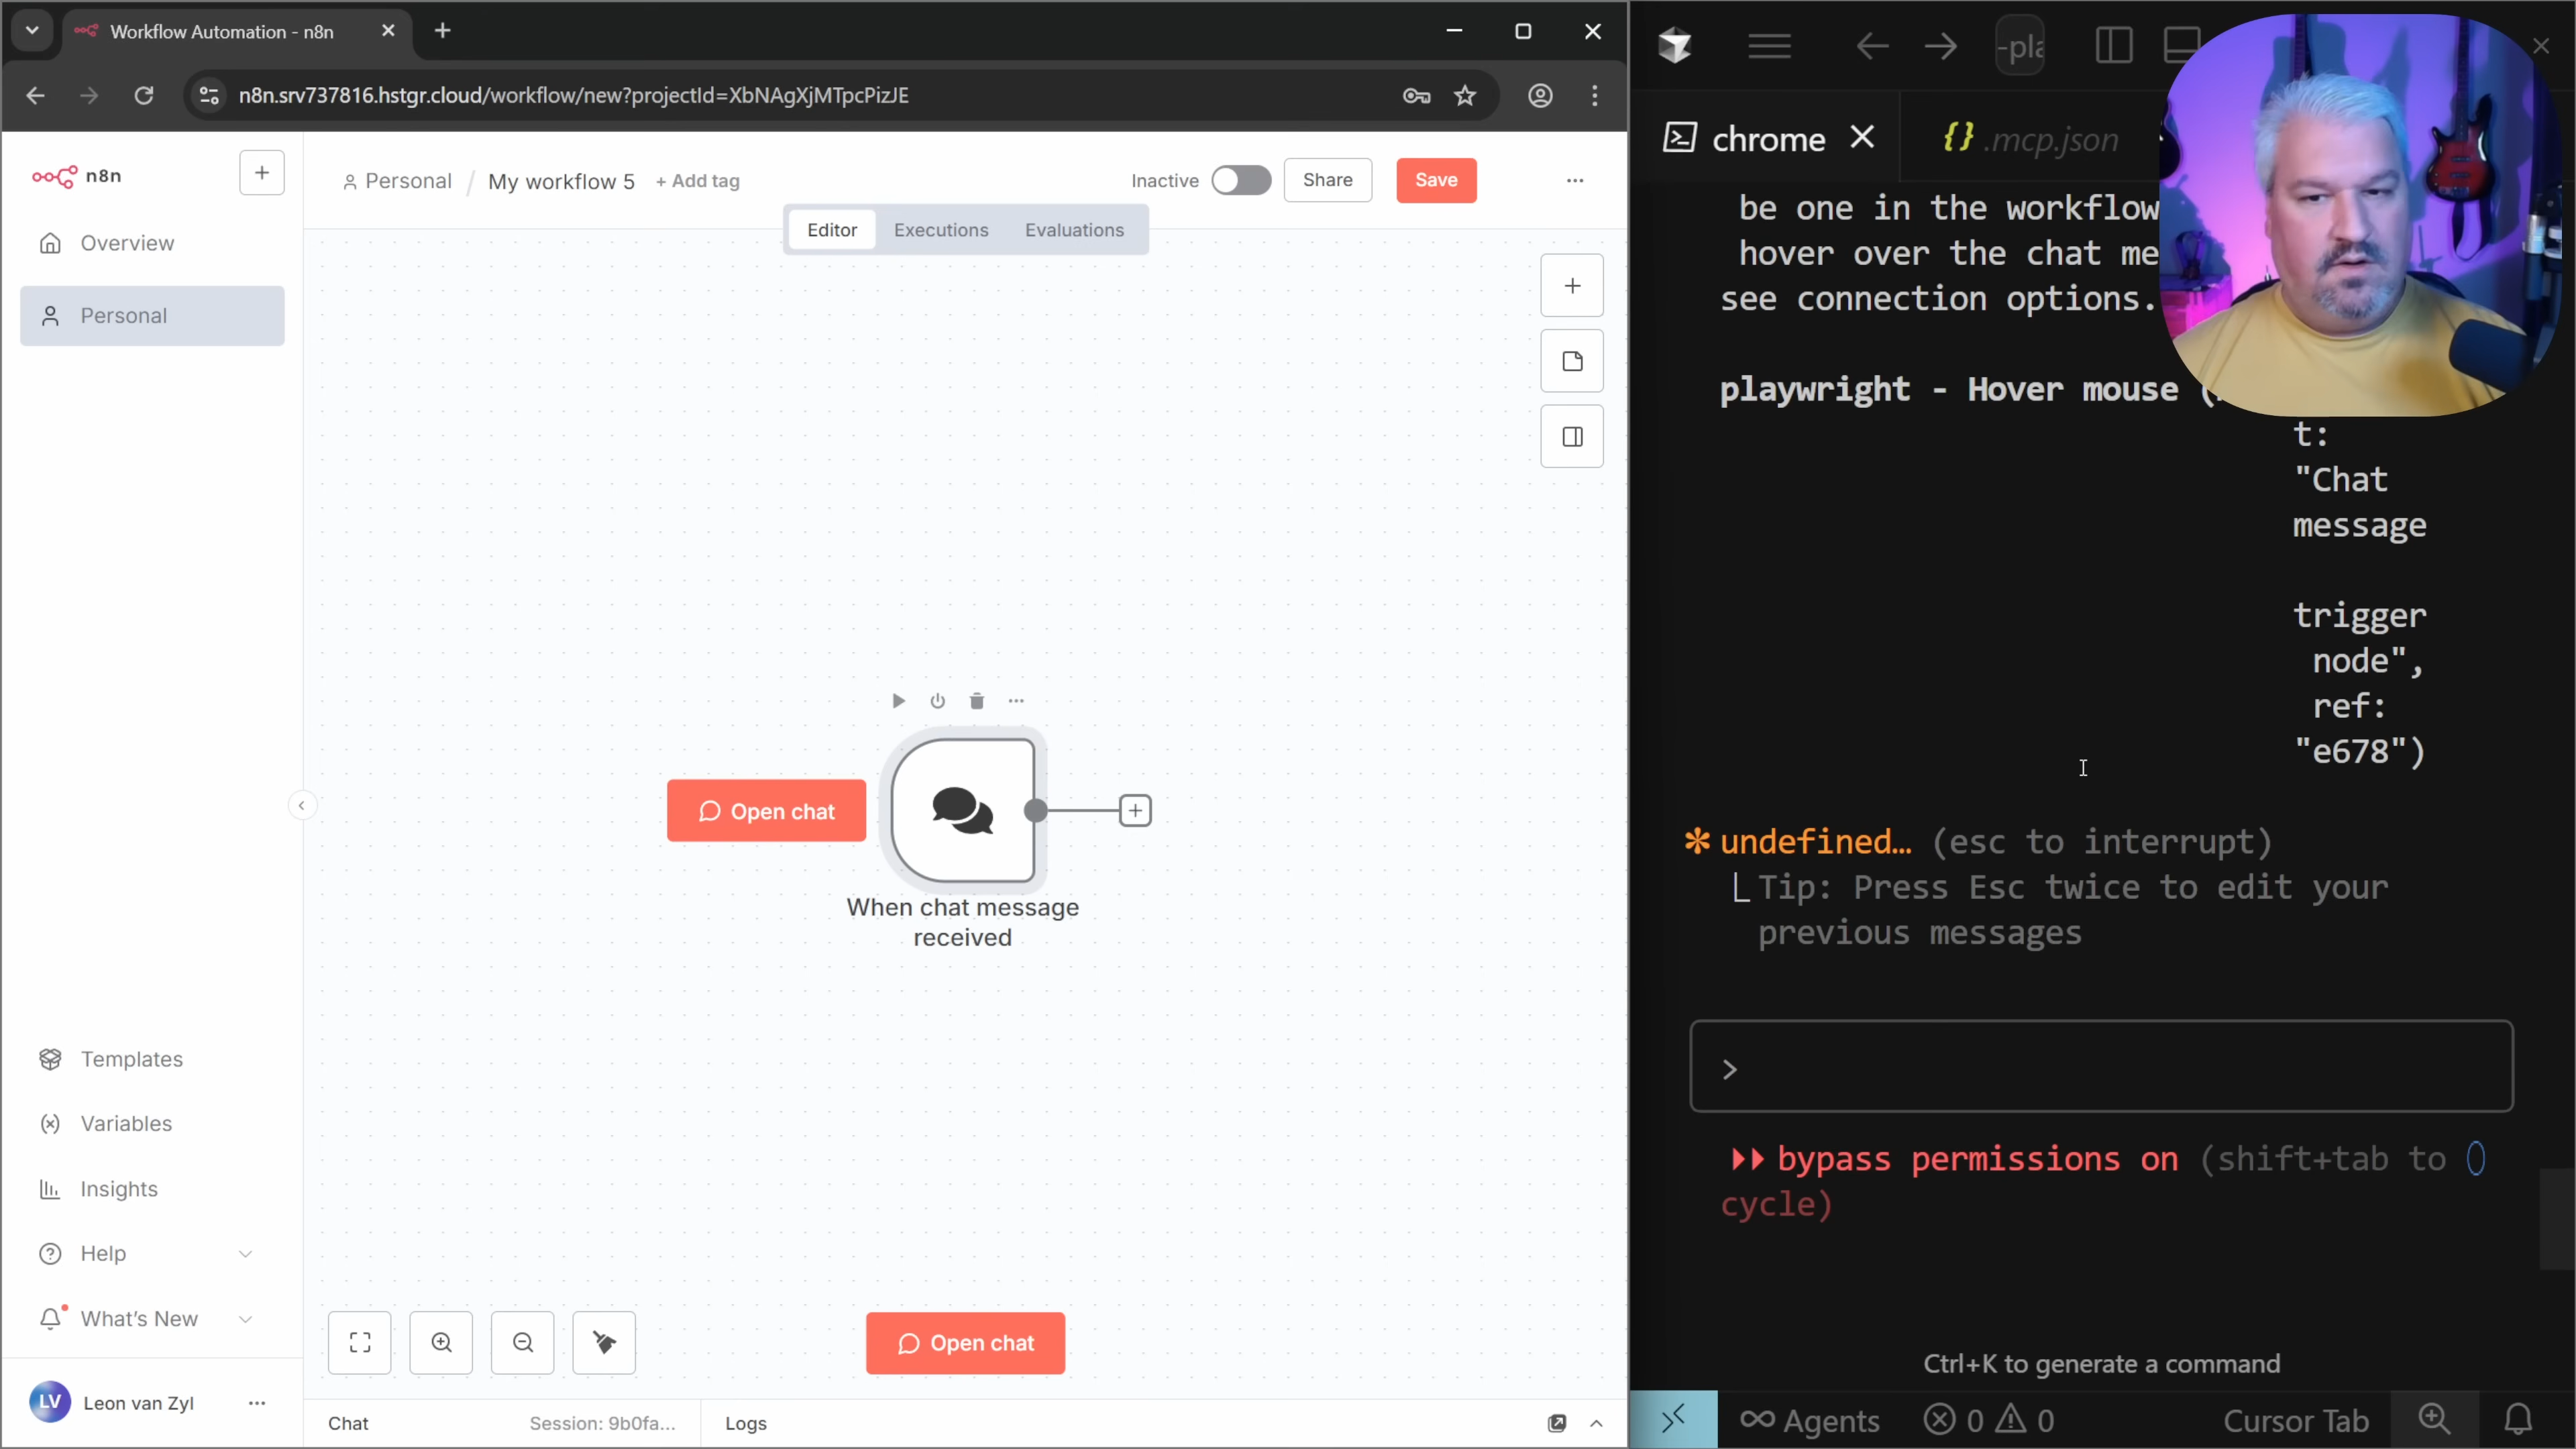 Workflow Automation - n8n
n8n.srv737816.hstgr.cloud/workflow/new?projectId=XbNAgXjMTpcPizJE
n8n
Overview
Personal
Templates
Variables
Insights
Help
What's New
LV
Leon van Zyl
Personal / My workflow 5 + Add tag
Inactive
Share
Save
Editor
Executions
Evaluations
Open chat
When chat message
received
Open chat
Chat
Session: 9b0fa...
Logs
chrome
{} .mcp.json
be one in the workflow
hover over the chat me
see connection options.
playwright - Hover mouse (
t:
"Chat
message
trigger
node",
ref:
"e678")
undefined… (esc to interrupt)
Tip: Press Esc twice to edit your
previous messages
>
bypass permissions on (shift+tab to
cycle)
Ctrl+K to generate a command
Agents
0
0
Cursor Tab